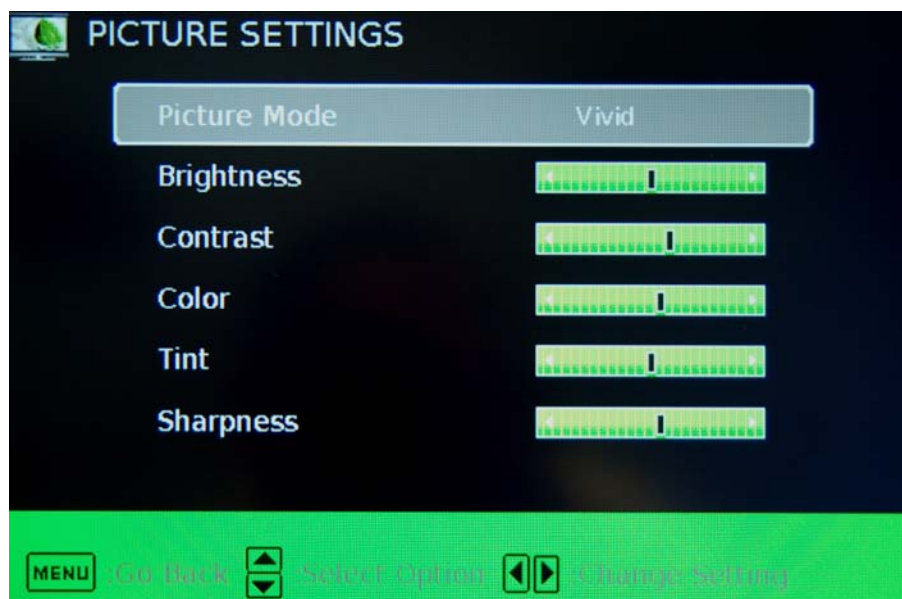 PICTURE SETTINGS
Picture Mode Vivid
Brightness
Contrast
Color
Tint
Sharpness
MENU :Go Back :Select Option :Change Setting